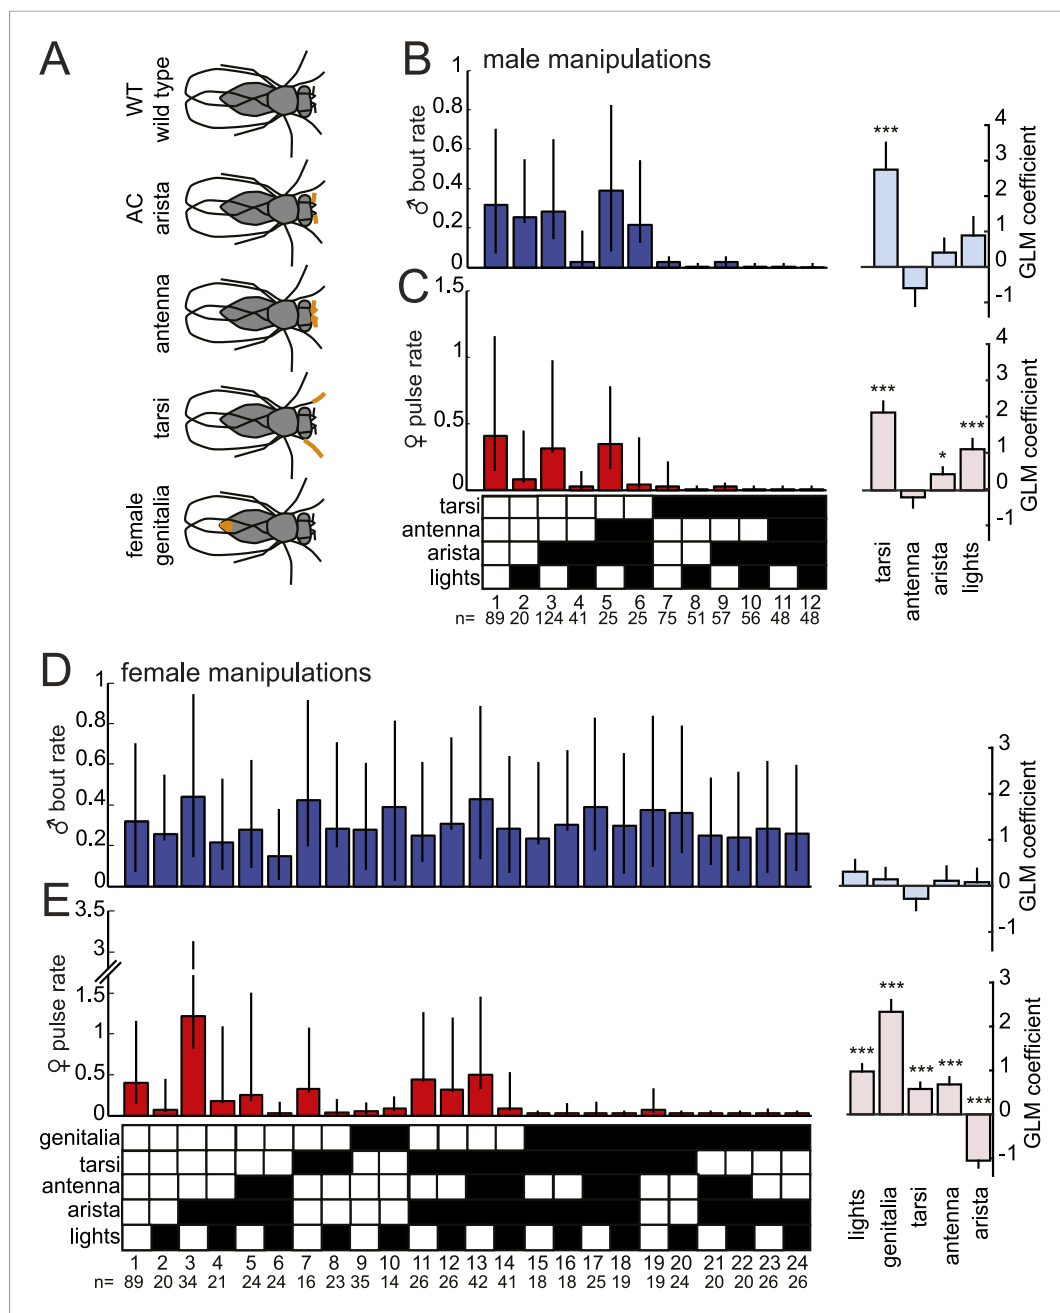 A
WT
wild type
AC
arista
antenna
tarsi
female
genitalia
B male manipulations
1
0.8
0.6
0.4
0.2
0
♂ bout rate
***
4
3
2
1
0
-1
GLM coefficient
C
1.5
1
0.5
0
♀ pulse rate
***
*
***
4
3
2
1
0
-1
GLM coefficient
tarsi
antenna
arista
lights
1 2 3 4 5 6 7 8 9 10 11 12
n= 89 20 124 41 25 25 75 51 57 56 48 48
tarsi
antenna
arista
lights
D female manipulations
1
0.8
0.6
0.4
0.2
0
♂ bout rate
3
2
1
0
-1
GLM coefficient
E
3.5
3
1.5
1
0.5
0
♀ pulse rate
***
***
***
***
***
3
2
1
0
-1
GLM coefficient
genitalia
tarsi
antenna
arista
lights
1 2 3 4 5 6 7 8 9 10 11 12 13 14 15 16 17 18 19 20 21 22 23 24
n= 89 20 34 21 24 24 16 23 35 14 26 26 42 41 18 18 25 19 19 24 20 20 26 26
lights
genitalia
tarsi
antenna
arista